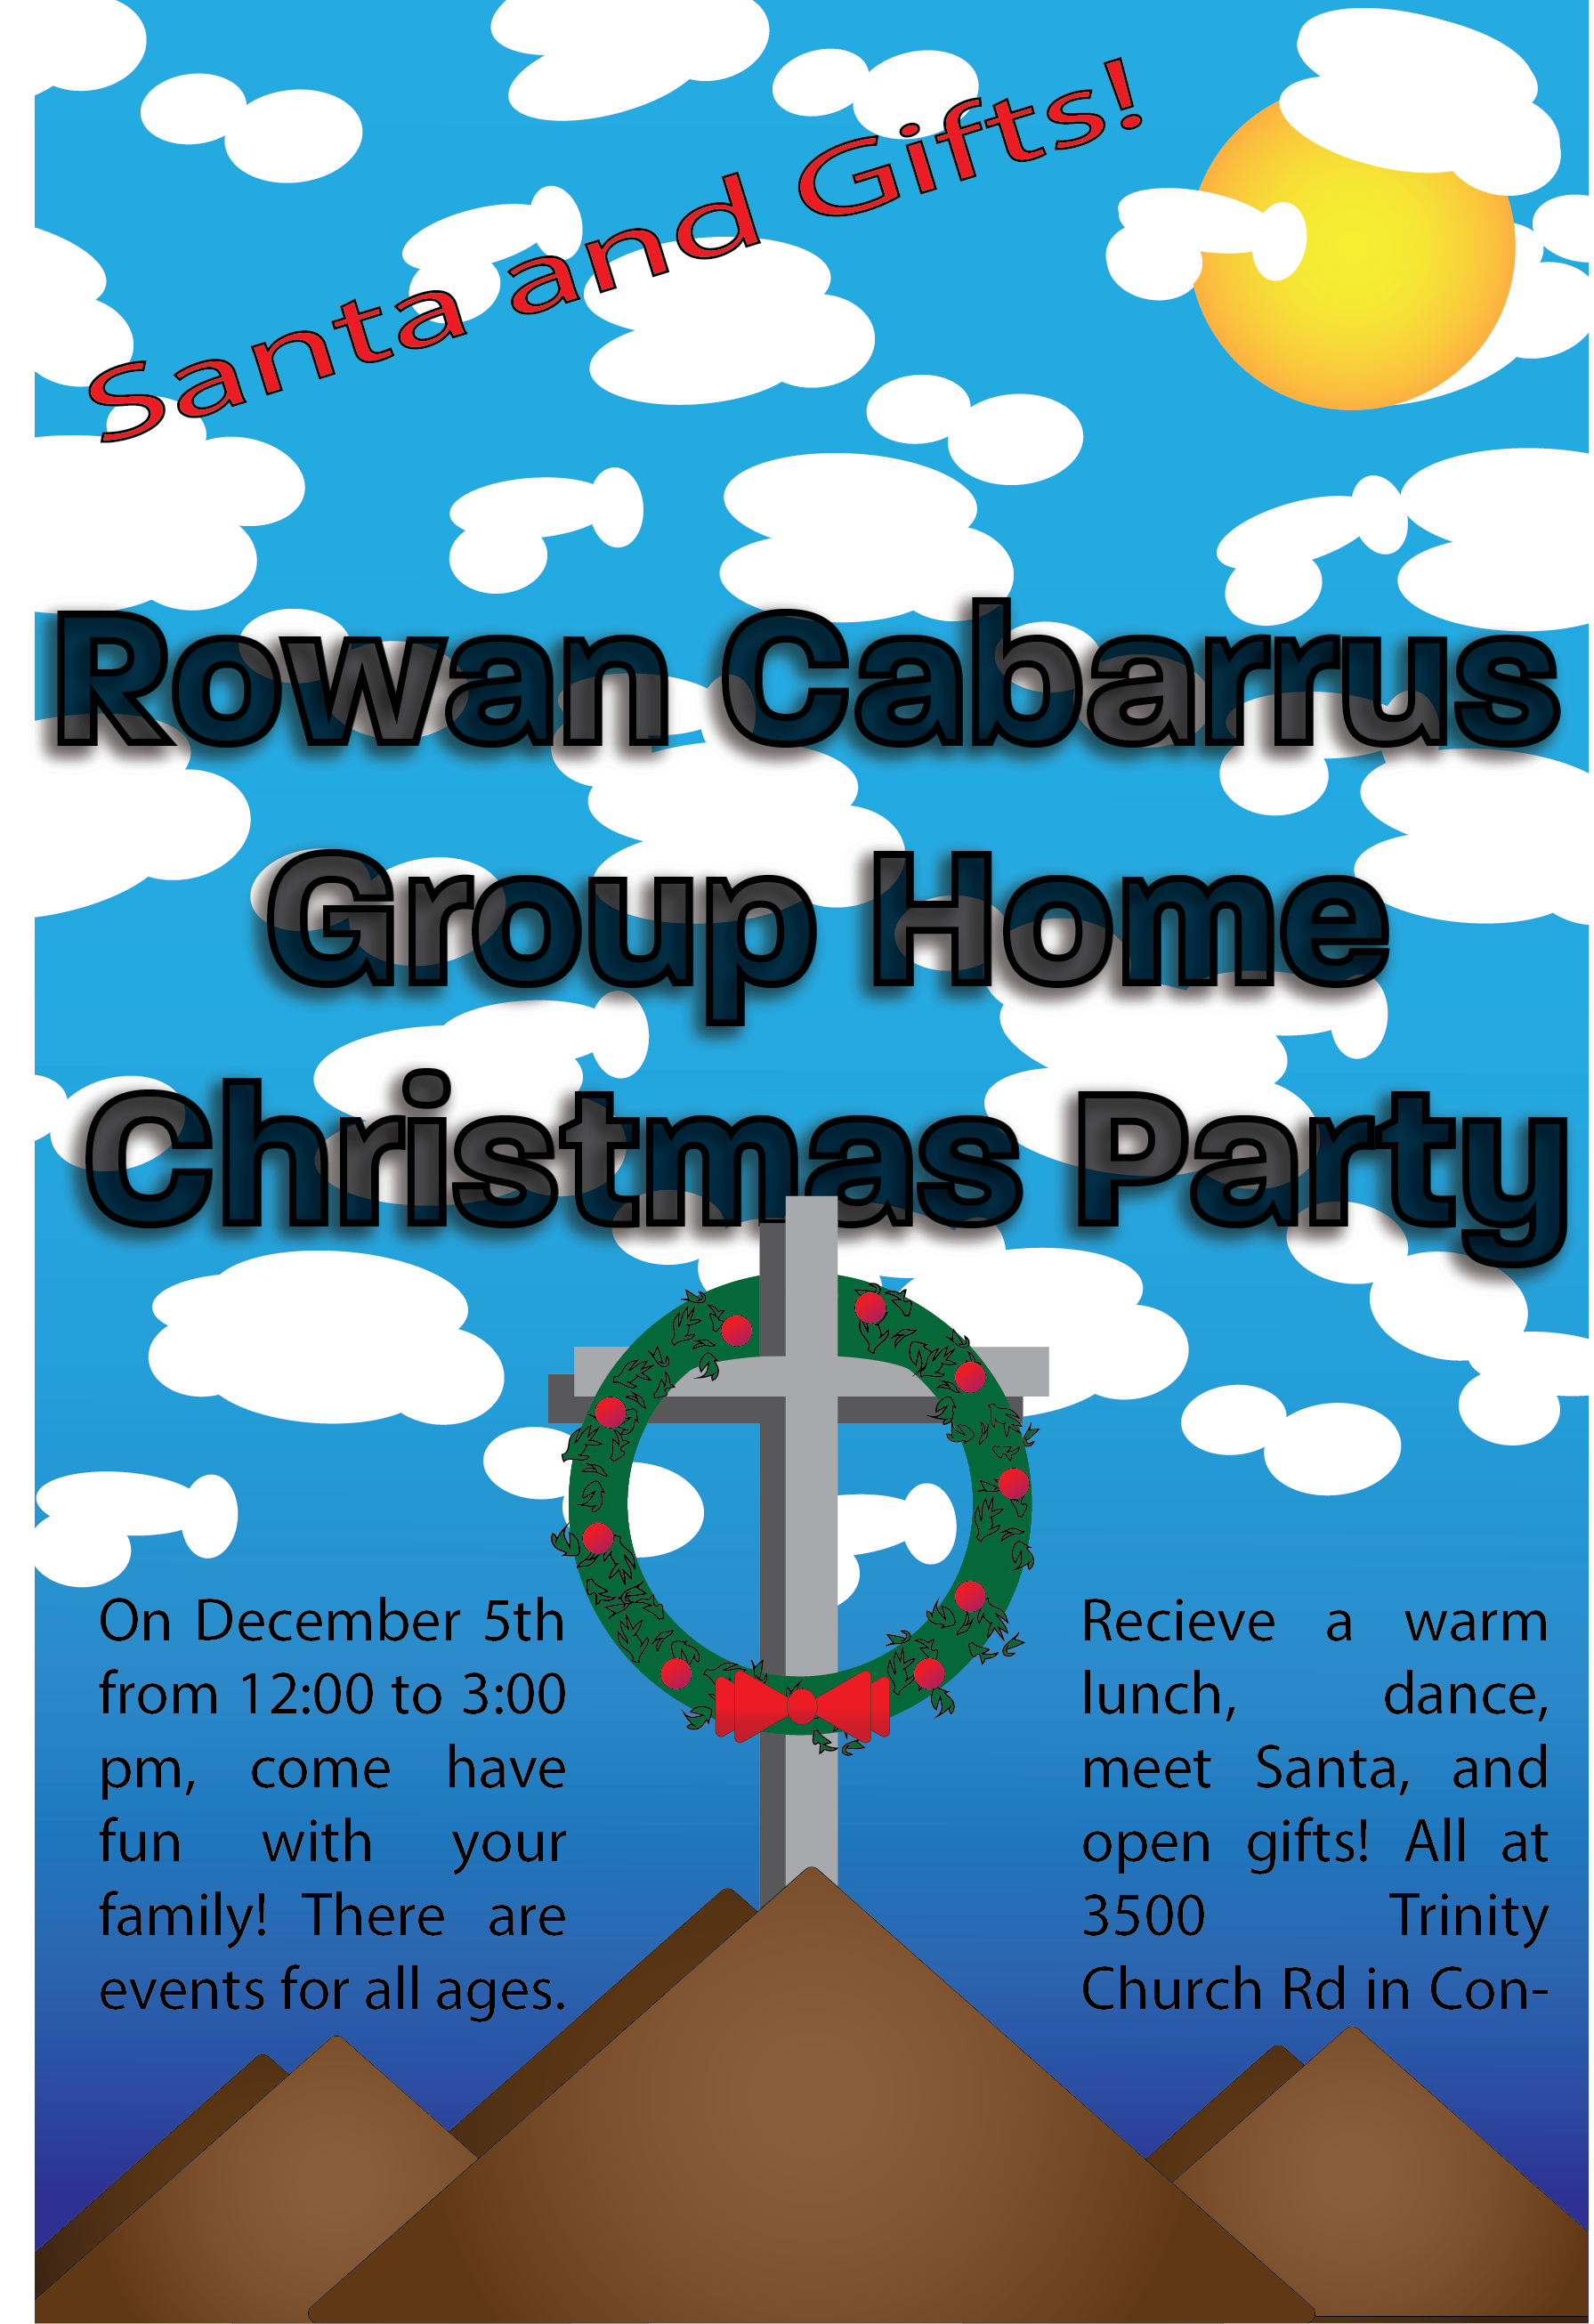 Santa and Gifts!
Rowan Cabarrus
Group Home
Christmas Party
On December 5th
from 12:00 to 3:00
pm, come have
fun with your
family! There are
events for all ages.
Recieve a warm
lunch, dance,
meet Santa, and
open gifts! All at
3500 Trinity
Church Rd in Con-